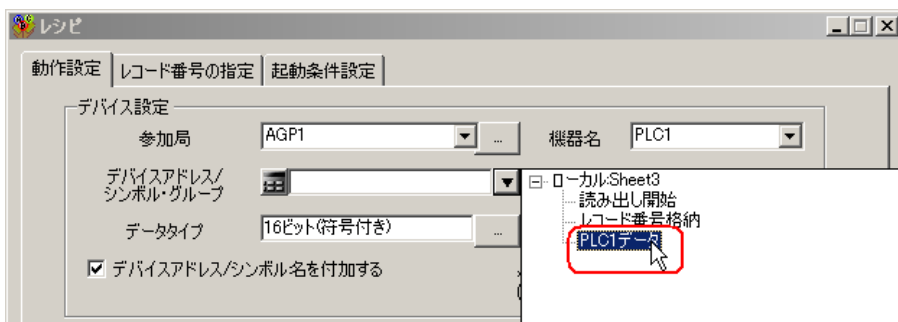 レシピ
動作設定 レコード番号の指定 起動条件設定
デバイス設定
参加局 AGP1 ... 機器名 PLC1
デバイスアドレス/
シンボル・グループ
ローカル:Sheet3
読み出し開始
レコード番号格納
PLC1データ
データタイプ 16ビット(符号付き) ...
デバイスアドレス/シンボル名を付加する